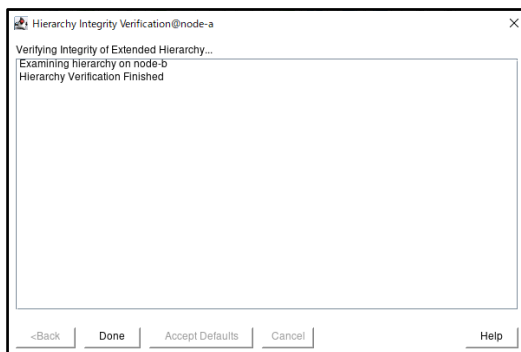 Hierarchy Integrity Verification@node-a
Verifying Integrity of Extended Hierarchy...
Examining hierarchy on node-b
Hierarchy Verification Finished
<Back Done Accept Defaults Cancel Help